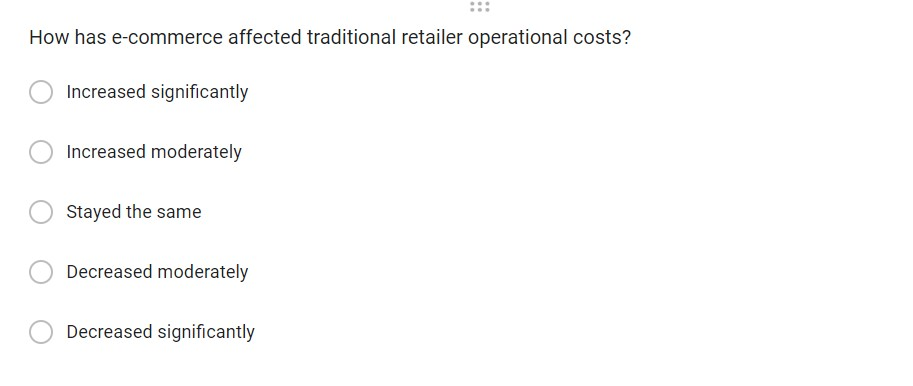 How has e-commerce affected traditional retailer operational costs?
Increased significantly
Increased moderately
Stayed the same
Decreased moderately
Decreased significantly